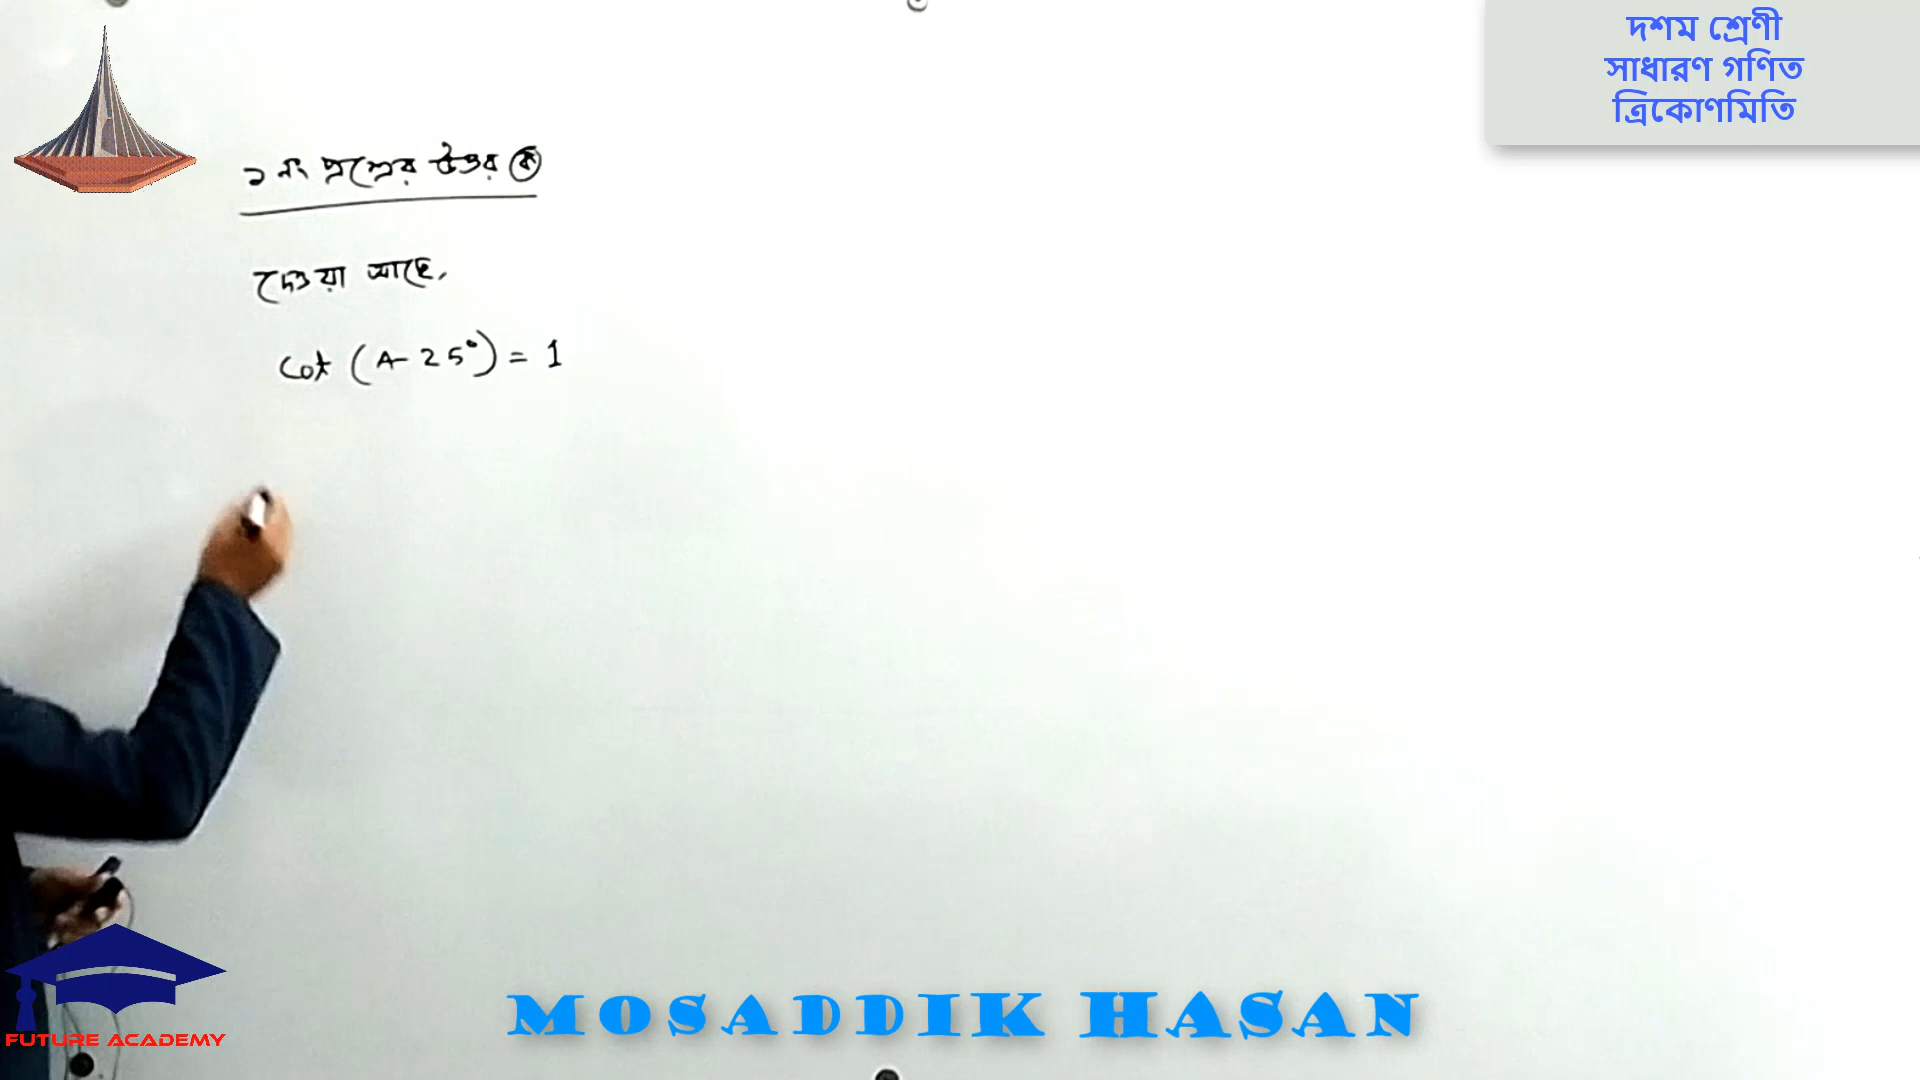 দশম শ্রেণী
সাধারণ গণিত
ত্রিকোণমিতি
১ নং প্রশ্নের উত্তর ক
দেওয়া আছে,
cot (A- 25°) = 1
FUTURE ACADEMY
MOSADDIK HASAN